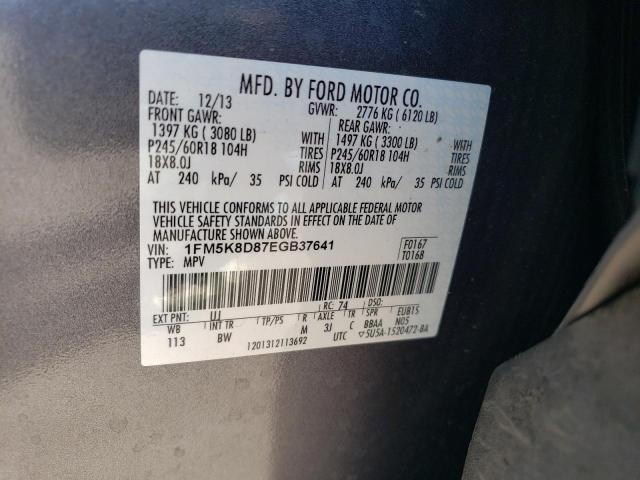 MFD. BY FORD MOTOR CO.
DATE: 12/13 GVWR: 2776 KG ( 6120 LB)
FRONT GAWR: REAR GAWR:
1397 KG ( 3080 LB) WITH 1497 KG ( 3300 LB) WITH
P245/60R18 104H TIRES P245/60R18 104H TIRES
18X8.0J RIMS 18X8.0J RIMS
AT 240 kPa/ 35 PSI COLD AT 240 kPa/ 35 PSI COLD
THIS VEHICLE CONFORMS TO ALL APPLICABLE FEDERAL MOTOR
VEHICLE SAFETY STANDARDS IN EFFECT ON THE DATE OF
MANUFACTURE SHOWN ABOVE.
VIN: 1FM5K8D87EGB37641 F0167
TYPE: MPV T0168
EXT PNT: UJ RC: 74 DSO:
WB INT TR TP/PS R AXLE TR SPR EUB15
113 BW M 3J C BBAA N05
1201312113692 UTC ▽5U5A-1520472-BA